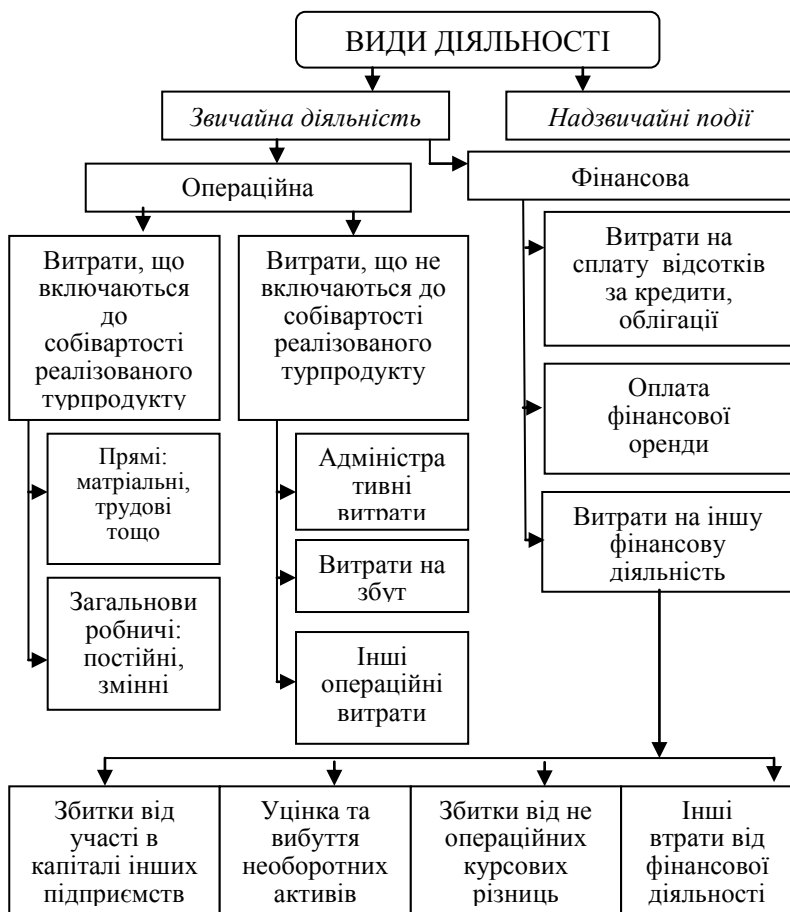 ВИДИ ДІЯЛЬНОСТІ
Звичайна діяльність
Надзвичайні події
Операційна
Фінансова
Витрати, що
включаються
до
собівартості
реалізованого
турпродукту
Витрати, що не
включаються до
собівартості
реалізованого
турпродукту
Витрати на
сплату відсотків
за кредити,
облігації
Оплата
фінансової
оренди
Прямі:
матріальні,
трудові
тощо
Адміністра
тивні
витрати
Витрати на іншу
фінансову
діяльність
Витрати на
збут
Загальнови
робничі:
постійні,
змінні
Інші
операційні
витрати
Збитки від
участі в
капіталі інших
підприємств
Уцінка та
вибуття
необоротних
активів
Збитки від не
операційних
курсових
різниць
Інші
втрати від
фінансової
діяльності